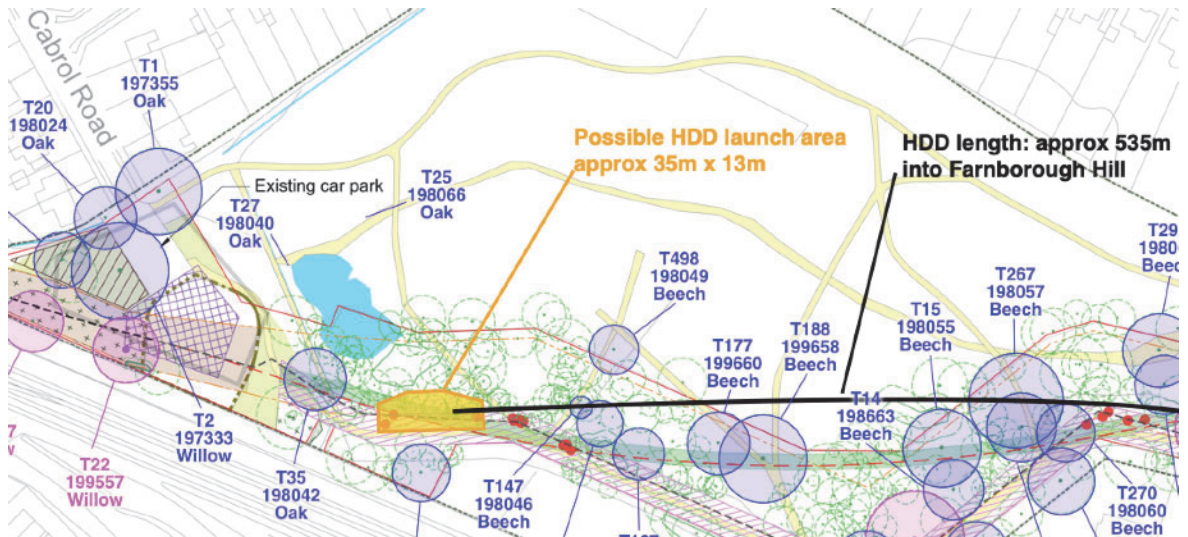 Cabrol Road
T1
197355
Oak
T20
198024
Oak
Existing car park
T27
198040
Oak
T25
198066
Oak
Possible HDD launch area
approx 35m x 13m
HDD length: approx 535m
into Farnborough Hill
T498
198049
Beech
T177
199660
Beech
T188
199658
Beech
T15
198055
Beech
T267
198057
Beech
T29
T14
198663
Beech
T2
197333
Willow
T22
199557
Willow
T35
198042
Oak
T147
198046
Beech
T270
198060
Beech